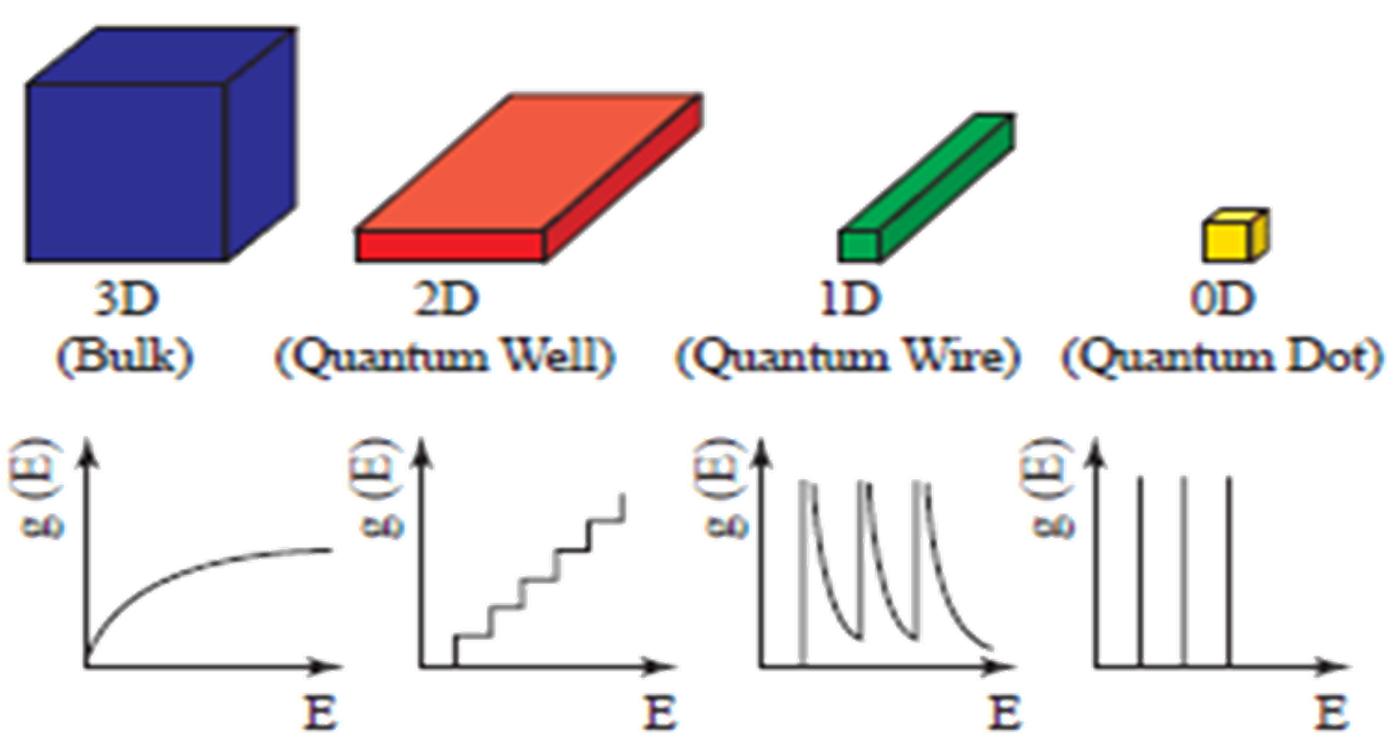 3D
(Bulk)
2D
(Quantum Well)
1D
(Quantum Wire)
0D
(Quantum Dot)
g (E)
E
g (E)
E
g (E)
E
g (E)
E